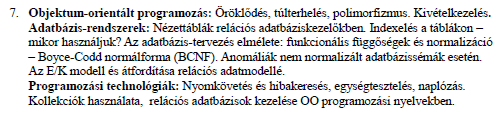 7. Objektum-orientált programozás: Öröklődés, túlterhelés, polimorfizmus. Kivételkezelés.
Adatbázis-rendszerek: Nézettáblák relációs adatbáziskezelőkben. Indexelés a táblákon –
mikor használjuk? Az adatbázis-tervezés elmélete: funkcionális függőségek és normalizáció
– Boyce-Codd normálforma (BCNF). Anomáliák nem normalizált adatbázissémák esetén.
Az E/K modell és átfordítása relációs adatmodellé.
Programozási technológiák: Nyomkövetés és hibakeresés, egységtesztelés, naplózás.
Kollekciók használata, relációs adatbázisok kezelése OO programozási nyelvekben.